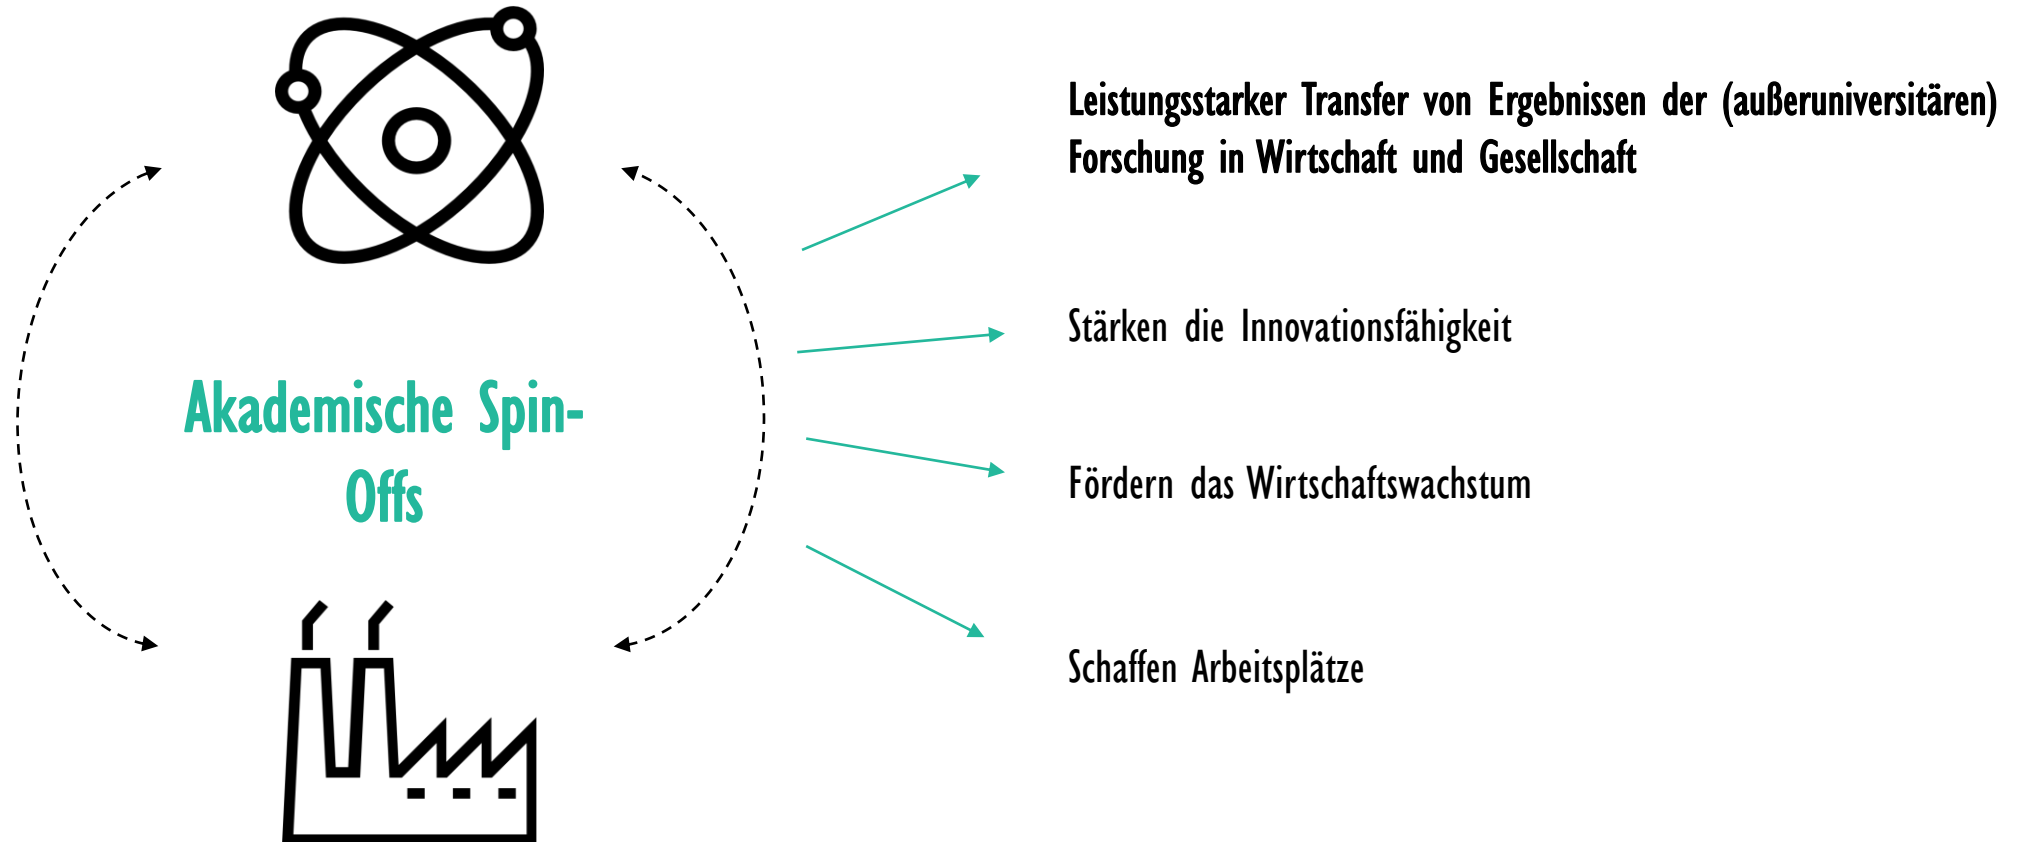 Leistungsstarker Transfer von Ergebnissen der (außeruniversitären)
Forschung in Wirtschaft und Gesellschaft
Stärken die Innovationsfähigkeit
Akademische Spin-
Offs
Fördern das Wirtschaftswachstum
Schaffen Arbeitsplätze